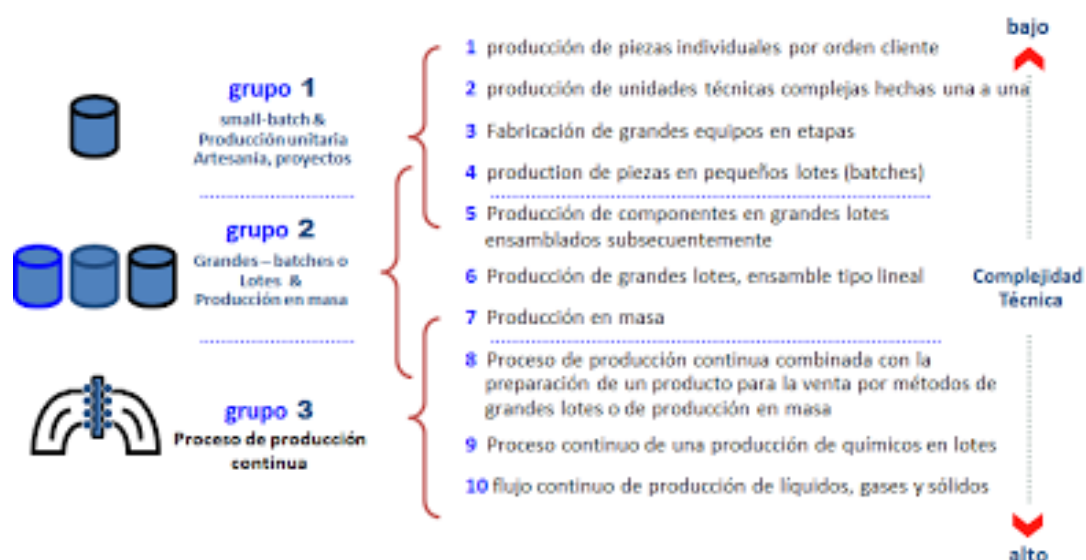 bajo
grupo 1
small-batch &
Producción unitaria
Artesania, proyectos
grupo 2
Grandes – batches o
Lotes &
Producción en masa
grupo 3
Proceso de producción
continua
1 producción de piezas individuales por orden cliente
2 producción de unidades técnicas complejas hechas una a una
3 Fabricación de grandes equipos en etapas
4 production de piezas en pequeños lotes (batches)
5 Producción de componentes en grandes lotes
ensamblados subsecuentemente
6 Producción de grandes lotes, ensamble tipo lineal
7 Producción en masa
8 Proceso de producción continua combinada con la
preparación de un producto para la venta por métodos de
grandes lotes o de producción en masa
9 Proceso continuo de una producción de químicos en lotes
10 flujo continuo de producción de líquidos, gases y sólidos
Complejidad
Técnica
alto